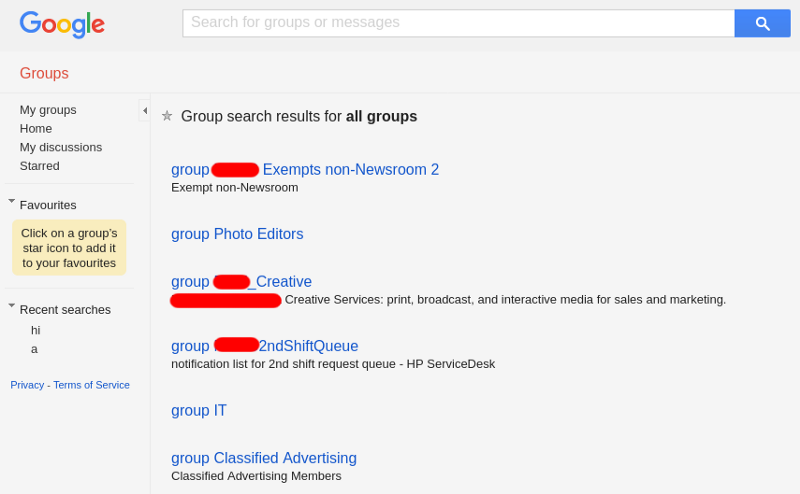 Google
Search for groups or messages
Groups
My groups
Home
My discussions
Starred
Favourites
Click on a group's
star icon to add it
to your favourites
Recent searches
hi
a
Privacy - Terms of Service
Group search results for all groups
group Exempts non-Newsroom 2
Exempt non-Newsroom
group Photo Editors
group _Creative
Creative Services: print, broadcast, and interactive media for sales and marketing.
group 2ndShiftQueue
notification list for 2nd shift request queue - HP ServiceDesk
group IT
group Classified Advertising
Classified Advertising Members